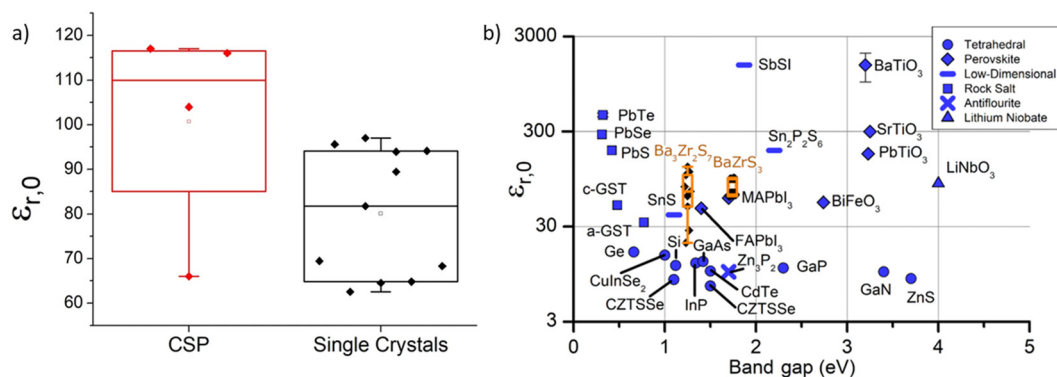 a)
εr,0
120
110
100
90
80
70
60
CSP
Single Crystals
b)
εr,0
3000
300
30
3
0
1
2
3
4
5
Band gap (eV)
Tetrahedral
Perovskite
Low-Dimensional
Rock Salt
Antiflourite
Lithium Niobate
SbSI
BaTiO3
PbTe
PbSe
PbS
Sn2P2S6
SrTiO3
PbTiO3
Ba3Zr2S7
BaZrS3
LiNbO3
c-GST
SnS
MAPbI3
BiFeO3
a-GST
Si
GaAs
FAPbI3
Ge
Zn3P2
GaP
CuInSe2
CdTe
GaN
ZnS
CZTSSe
InP
CZTSSe